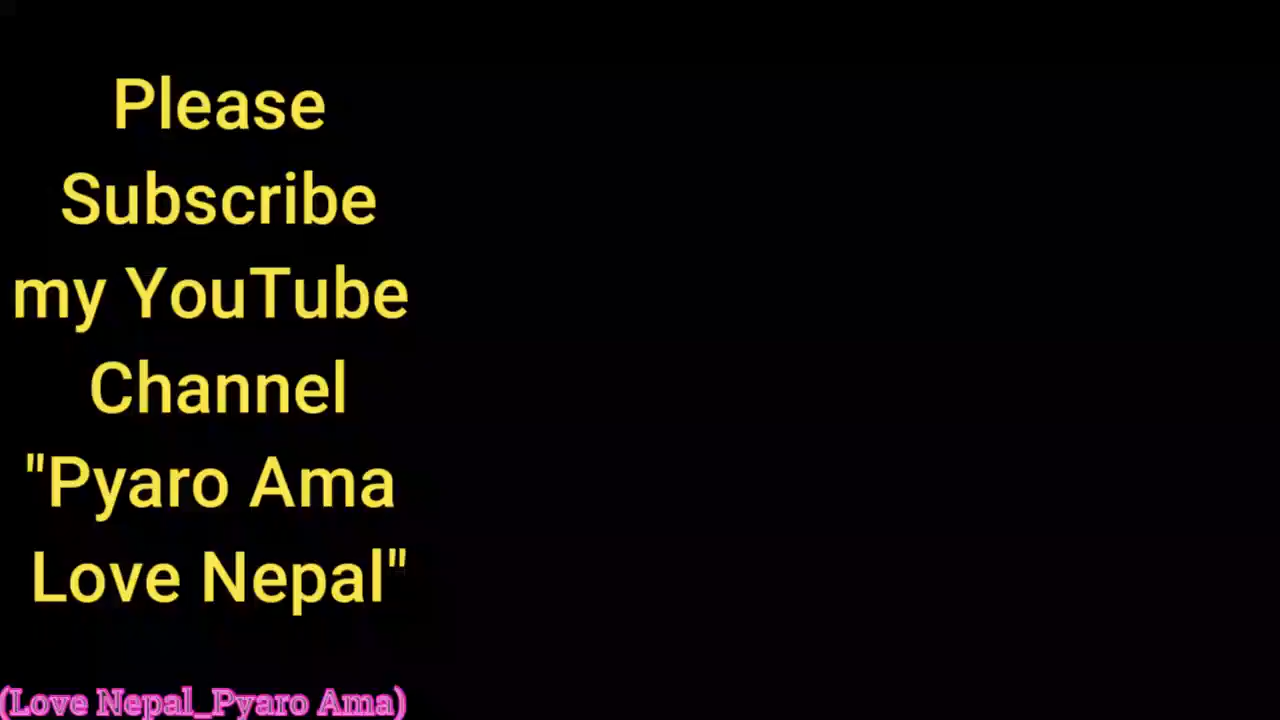 Please
Subscribe
my YouTube
Channel
"Pyaro Ama
Love Nepal"
(Love Nepal_Pyaro Ama)